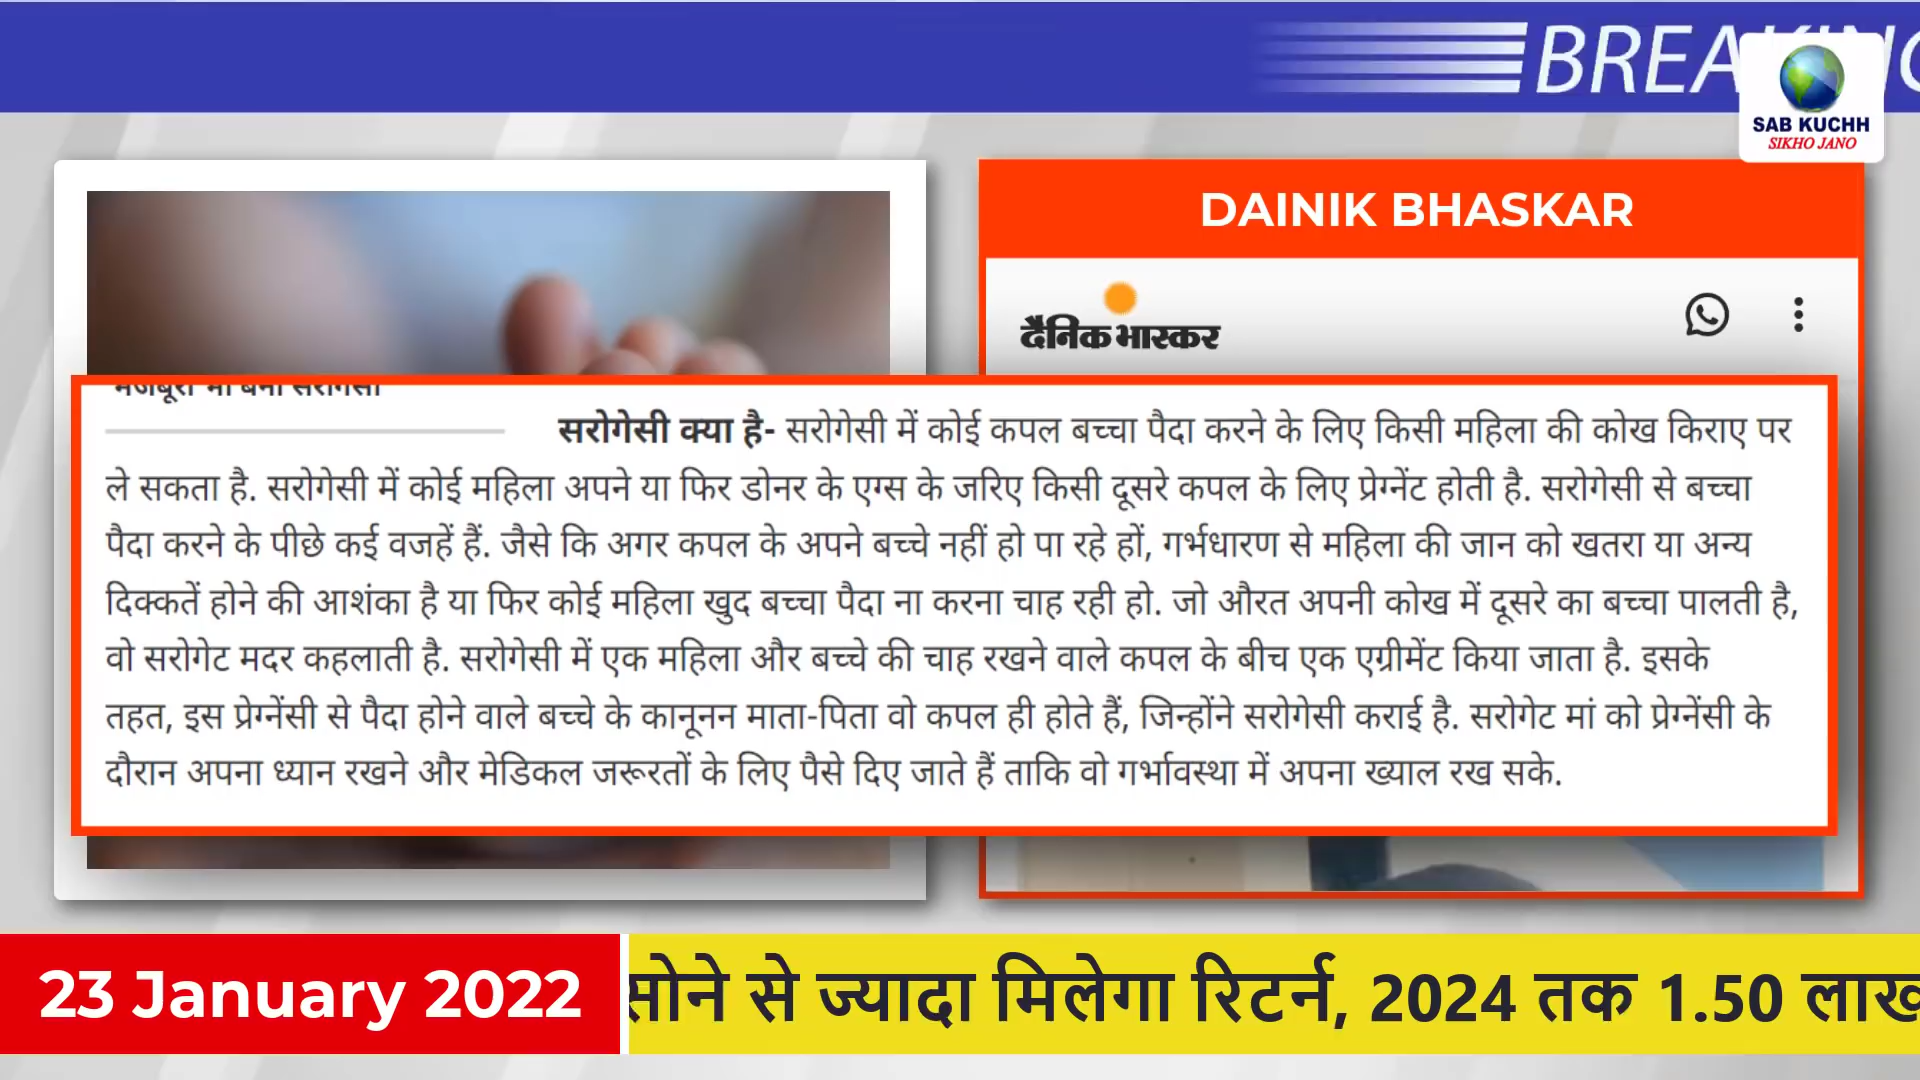 SAB KUCHH
SIKHO JANO
DAINIK BHASKAR
दैनिक भास्कर
सरोगेसी क्या है- सरोगेसी में कोई कपल बच्चा पैदा करने के लिए किसी महिला की कोख किराए पर
ले सकता है. सरोगेसी में कोई महिला अपने या फिर डोनर के एग्स के जरिए किसी दूसरे कपल के लिए प्रेग्नेंट होती है. सरोगेसी से बच्चा
पैदा करने के पीछे कई वजहें हैं. जैसे कि अगर कपल के अपने बच्चे नहीं हो पा रहे हों, गर्भधारण से महिला की जान को खतरा या अन्य
दिक्कतें होने की आशंका है या फिर कोई महिला खुद बच्चा पैदा ना करना चाह रही हो. जो औरत अपनी कोख में दूसरे का बच्चा पालती है,
वो सरोगेट मदर कहलाती है. सरोगेसी में एक महिला और बच्चे की चाह रखने वाले कपल के बीच एक एग्रीमेंट किया जाता है. इसके
तहत, इस प्रेग्नेंसी से पैदा होने वाले बच्चे के कानूनन माता-पिता वो कपल ही होते हैं, जिन्होंने सरोगेसी कराई है. सरोगेट मां को प्रेग्नेंसी के
दौरान अपना ध्यान रखने और मेडिकल जरूरतों के लिए पैसे दिए जाते हैं ताकि वो गर्भावस्था में अपना ख्याल रख सके.
23 January 2022
सोने से ज्यादा मिलेगा रिटर्न, 2024 तक 1.50 लाख